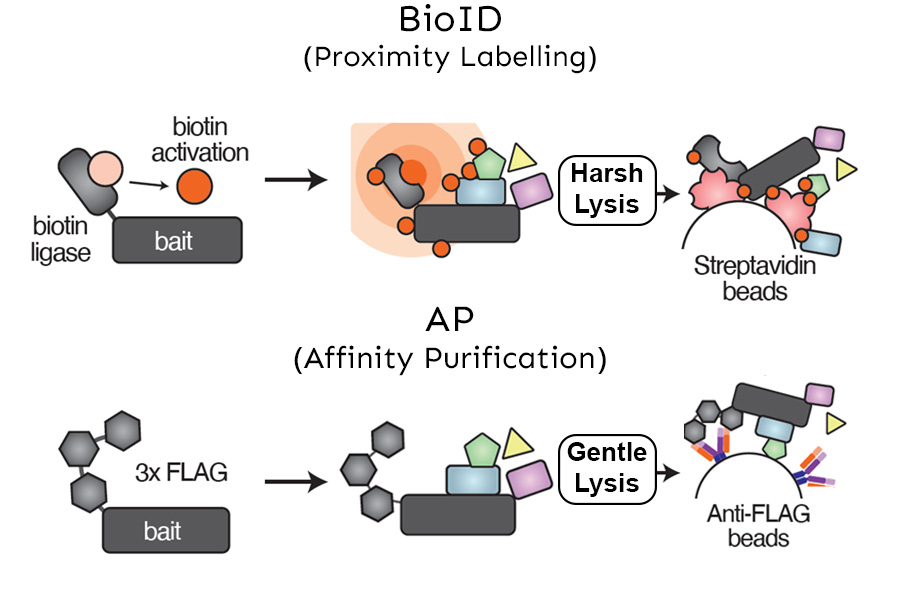 BioID
(Proximity Labelling)
biotin
activation
biotin
ligase
bait
Harsh
Lysis
Streptavidin
beads
AP
(Affinity Purification)
3x FLAG
bait
Gentle
Lysis
Anti-FLAG
beads